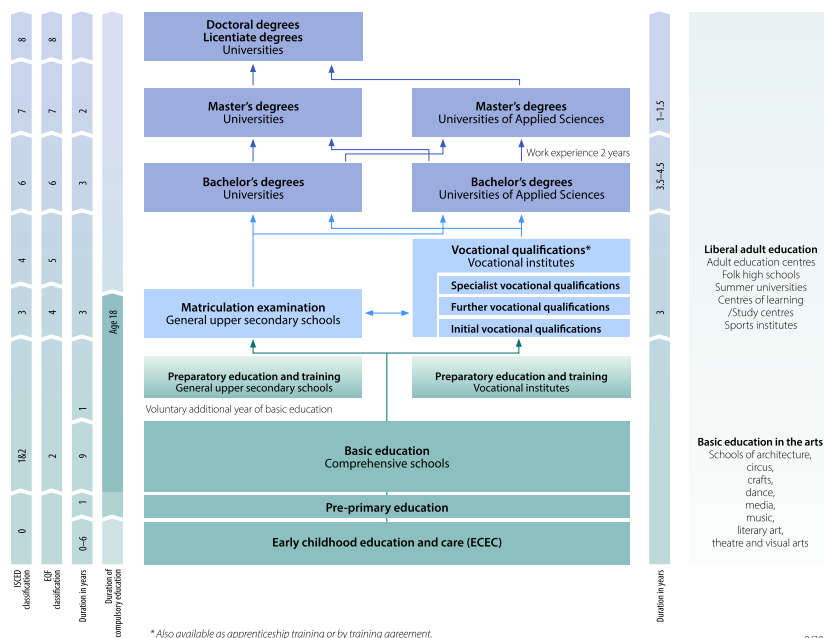 Doctoral degrees
Licentiate degrees
Universities
Master's degrees
Universities
Master's degrees
Universities of Applied Sciences
Work experience 2 years
Bachelor's degrees
Universities
Bachelor's degrees
Universities of Applied Sciences
Vocational qualifications*
Vocational institutes
Specialist vocational qualifications
Further vocational qualifications
Initial vocational qualifications
Matriculation examination
General upper secondary schools
Preparatory education and training
General upper secondary schools
Preparatory education and training
Vocational institutes
Voluntary additional year of basic education
Basic education
Comprehensive schools
Pre-primary education
Early childhood education and care (ECEC)
8
7
6
4
3
1&2
0
ISCED
classification
8
7
6
5
4
2
EQF
classification
2
3
3
1
9
1
0–6
Duration in years
Age 18
Duration of
compulsory education
1–1.5
3.5–4.5
3
Duration in years
Liberal adult education
Adult education centres
Folk high schools
Summer universities
Centres of learning
/Study centres
Sports institutes
Basic education in the arts
Schools of architecture,
circus,
crafts,
dance,
media,
music,
literary art,
theatre and visual arts
* Also available as apprenticeship training or by training agreement.